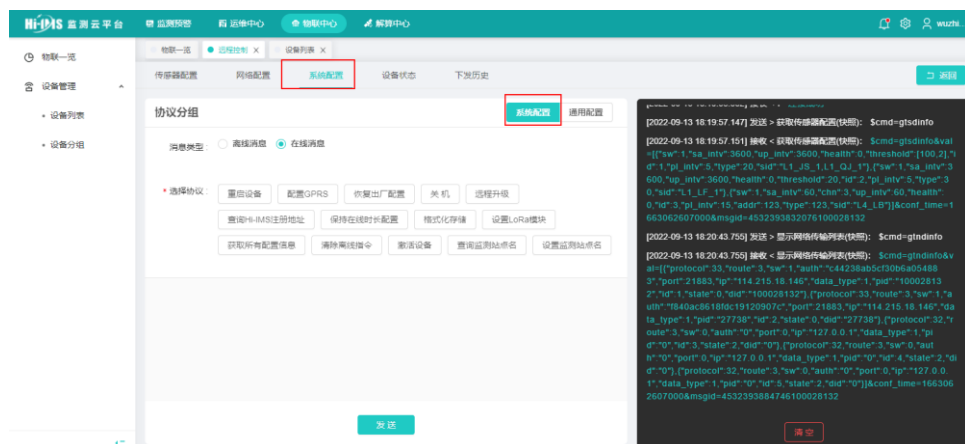 Hi-IMS 监测云平台
监测预警
运维中心
物联中心
解算中心
wuzhi...
物联一览
设备管理
设备列表
设备分组
物联一览
远程控制 ×
设备列表 ×
传感器配置
网络配置
系统配置
设备状态
下发历史
返回
协议分组
系统配置
通用配置
消息类型:
离线消息
在线消息
* 选择协议:
重启设备
配置GPRS
恢复出厂配置
关机
远程升级
查询Hi-IMS注册地址
保持在线时长配置
格式化存储
设置LoRa模块
获取所有配置信息
清除离线指令
激活设备
查询监测站点名
设置监测站点名
发送
[2022-09-13 18:19:57.147] 发送 > 获取传感器配置(快照): $cmd=gtsdinfo
[2022-09-13 18:19:57.151] 接收 < 获取传感器配置(快照): $cmd=gtsdinfo&val
=[{"sw":1,"sa_intv":3600,"up_intv":3600,"health":0,"threshold":[100,2],"i
d":1,"pl_intv":5,"type":20,"sid":"L1_JS_1,L1_QJ_1"},{"sw":1,"sa_intv":3
600,"up_intv":3600,"health":0,"threshold":20,"id":2,"pl_intv":5,"type":3
0,"sid":"L1_LF_1"},{"sw":1,"sa_intv":60,"chn":3,"up_intv":60,"health":
0,"id":3,"pl_intv":15,"addr":123,"type":123,"sid":"L4_LB"}]&conf_time=1
663062607000&msgid=4532393832076100028132
[2022-09-13 18:20:43.755] 发送 > 显示网络传输列表(快照): $cmd=gtndinfo
[2022-09-13 18:20:43.755] 接收 < 显示网络传输列表(快照): $cmd=gtndinfo&v
al=[{"protocol":33,"route":3,"sw":1,"auth":"c44238ab5cf30b6a05488
3","port":21883,"ip":"114.215.18.146","data_type":1,"pid":"10002813
2","id":1,"state":0,"did":"100028132"},{"protocol":33,"route":3,"sw":1,"a
uth":"f840ac8618fdc19120907c","port":21883,"ip":"114.215.18.146","da
ta_type":1,"pid":"27738","id":2,"state":0,"did":"27738"},{"protocol":32,"r
oute":3,"sw":0,"auth":"0","port":0,"ip":"127.0.0.1","data_type":1,"pi
d":"0","id":3,"state":2,"did":"0"},{"protocol":32,"route":3,"sw":0,"aut
h":"0","port":0,"ip":"127.0.0.1","data_type":1,"pid":"0","id":4,"state":2,"di
d":"0"},{"protocol":32,"route":3,"sw":0,"auth":"0","port":0,"ip":"127.0.0.
1","data_type":1,"pid":"0","id":5,"state":2,"did":"0"}]&conf_time=166306
2607000&msgid=4532393884746100028132
清空